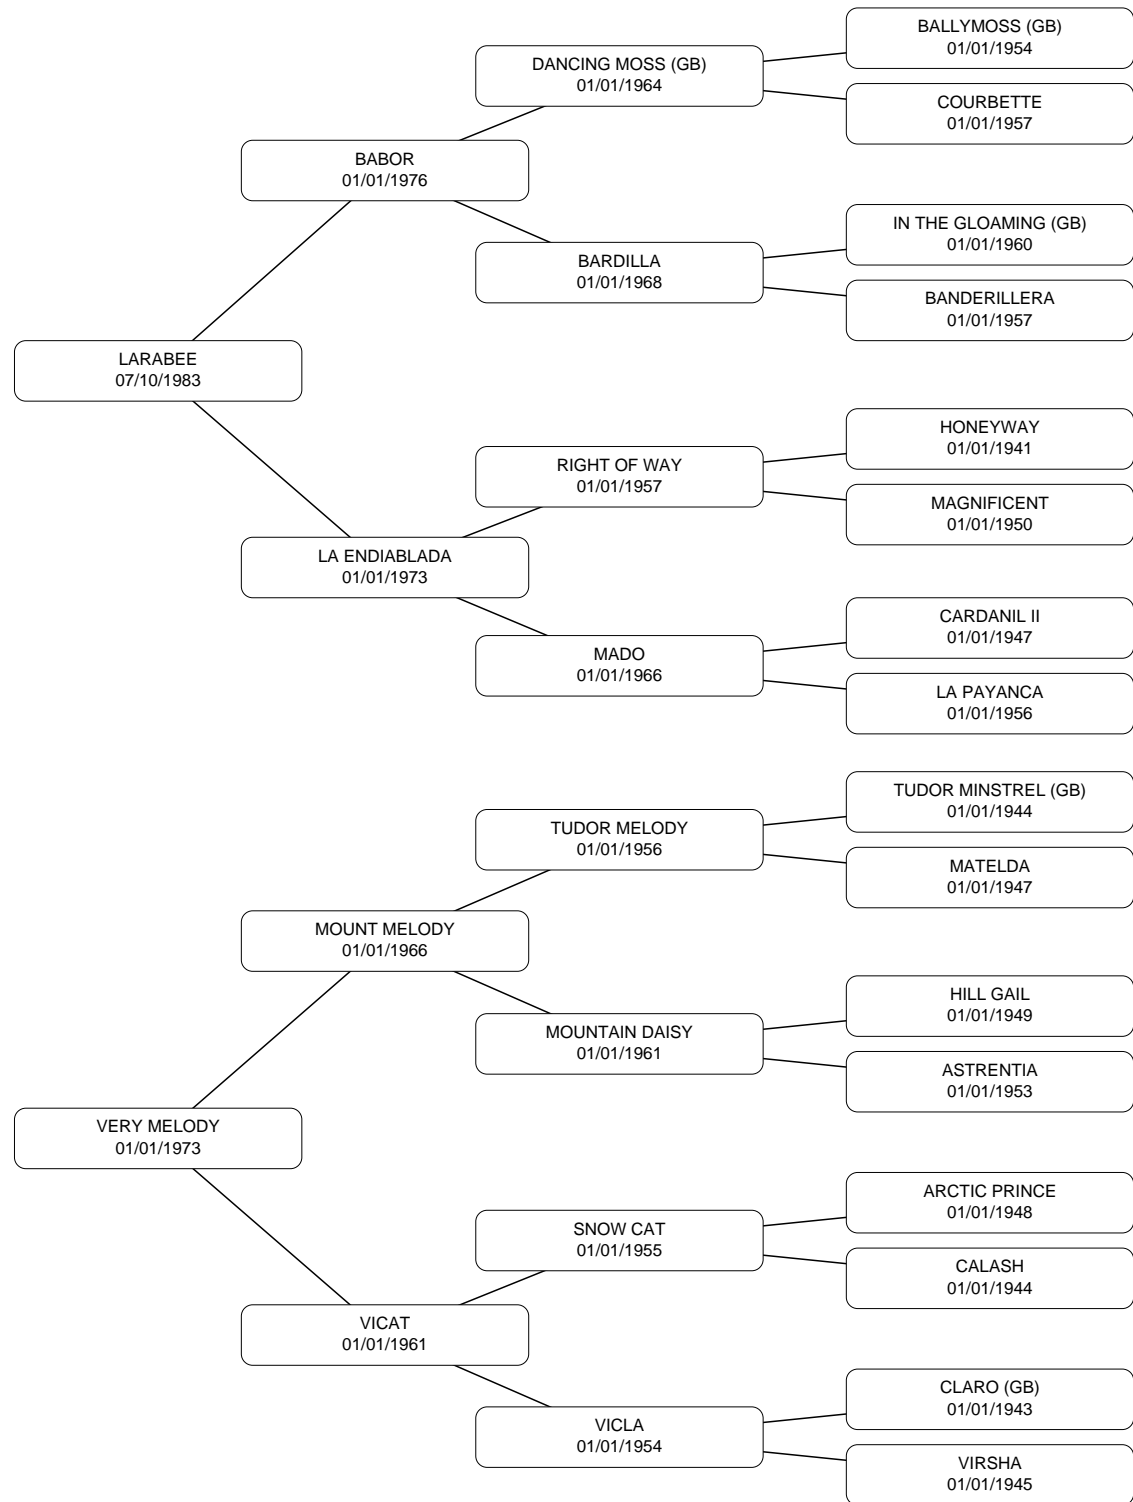 BALLYMOSS (GB)
01/01/1954
DANCING MOSS (GB)
01/01/1964
COURBETTE
01/01/1957
BABOR
01/01/1976
IN THE GLOAMING (GB)
01/01/1960
BARDILLA
01/01/1968
BANDERILLERA
01/01/1957
LARABEE
07/10/1983
HONEYWAY
01/01/1941
RIGHT OF WAY
01/01/1957
MAGNIFICENT
01/01/1950
LA ENDIABLADA
01/01/1973
CARDANIL II
01/01/1947
MADO
01/01/1966
LA PAYANCA
01/01/1956
TUDOR MINSTREL (GB)
01/01/1944
TUDOR MELODY
01/01/1956
MATELDA
01/01/1947
MOUNT MELODY
01/01/1966
HILL GAIL
01/01/1949
MOUNTAIN DAISY
01/01/1961
ASTRENTIA
01/01/1953
VERY MELODY
01/01/1973
ARCTIC PRINCE
01/01/1948
SNOW CAT
01/01/1955
CALASH
01/01/1944
VICAT
01/01/1961
CLARO (GB)
01/01/1943
VICLA
01/01/1954
VIRSHA
01/01/1945